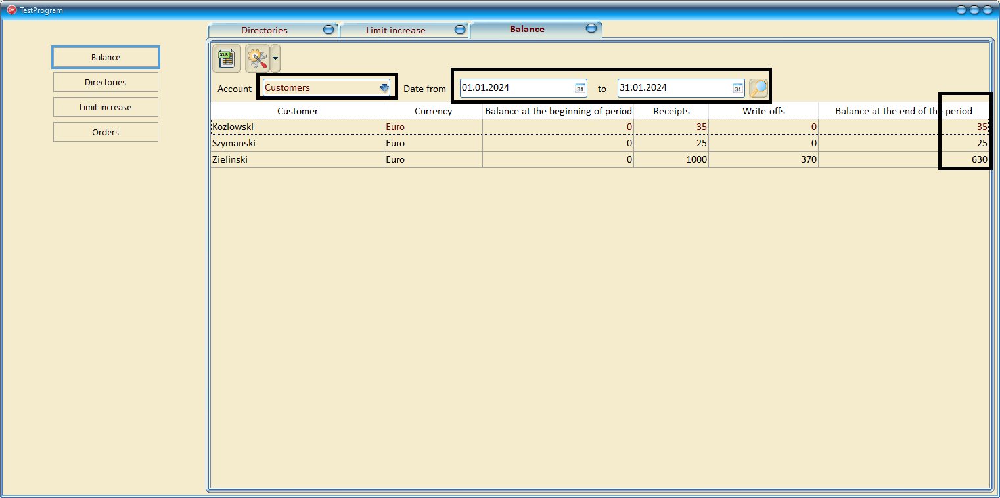 DX TestProgram
Directories Limit increase Balance
Balance
Directories
Limit increase
Orders
XLS
Account Customers Date from 01.01.2024 31 to 31.01.2024 31
Customer Currency Balance at the beginning of period Receipts Write-offs Balance at the end of the period
Kozlowski Euro 0 35 0 35
Szymanski Euro 0 25 0 25
Zielinski Euro 0 1000 370 630